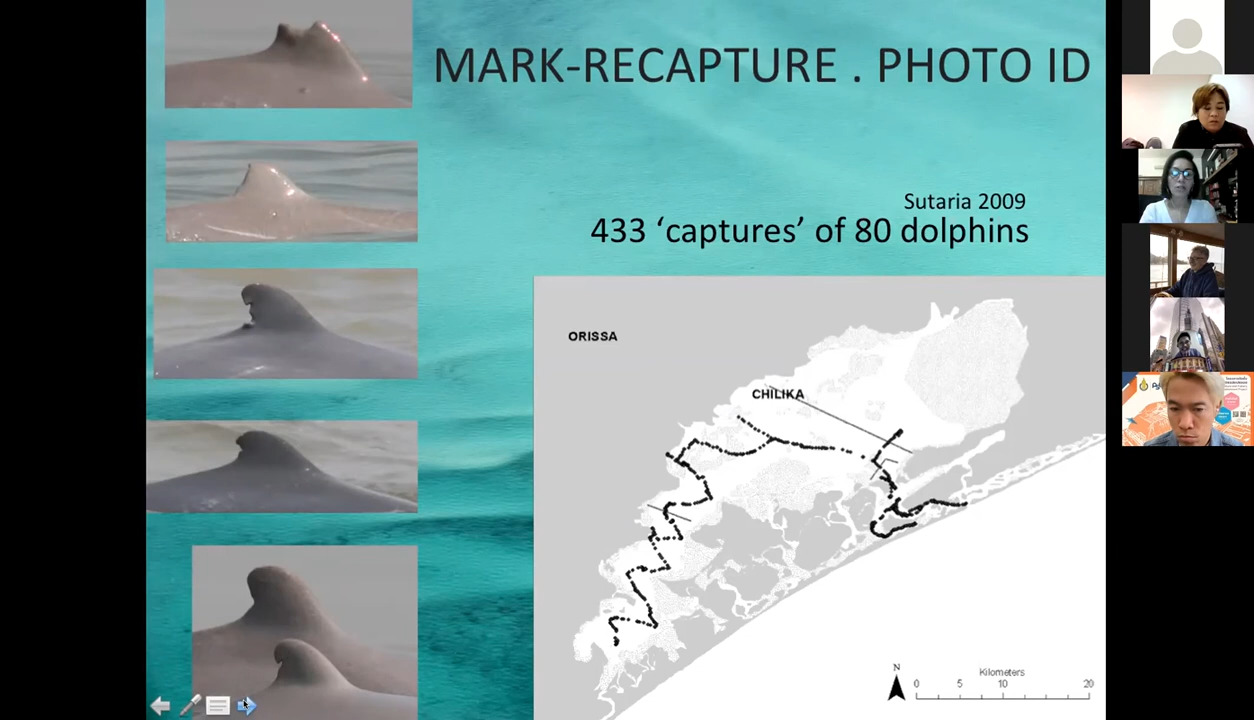 MARK-RECAPTURE . PHOTO ID
Sutaria 2009
433 ‘captures’ of 80 dolphins
ORISSA
CHILIKA
N
Kilometers
0 5 10 20